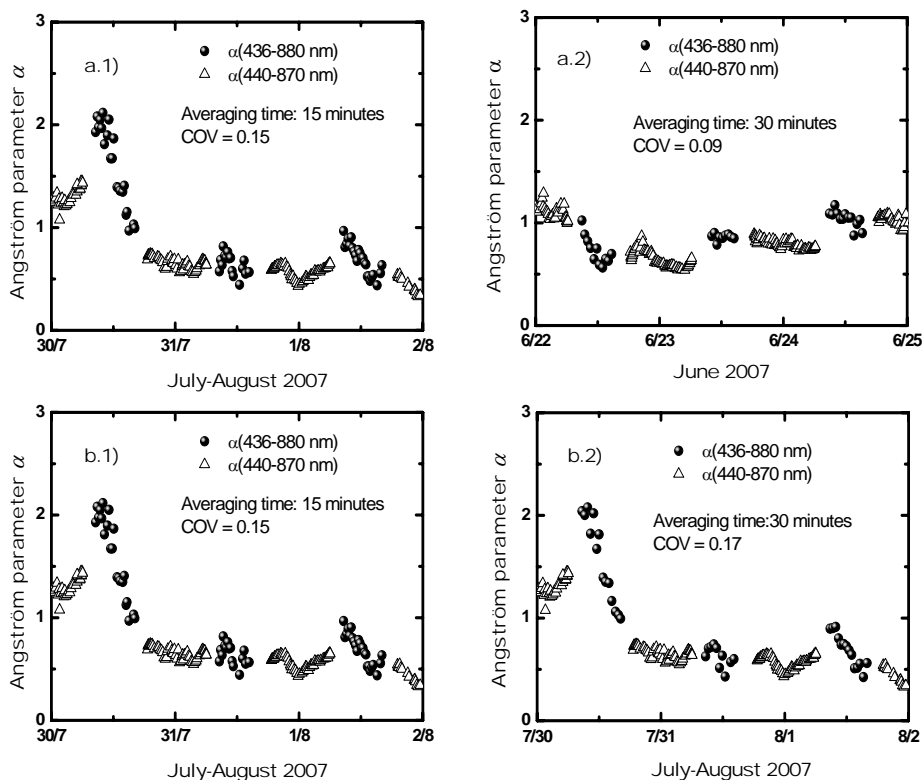 3
2
1
0
Angström parameter α
a.1)
α(436-880 nm)
α(440-870 nm)
Averaging time: 15 minutes
COV = 0.15
30/7
31/7
1/8
2/8
July-August 2007
3
2
1
0
Angström parameter α
a.2)
α(436-880 nm)
α(440-870 nm)
Averaging time: 30 minutes
COV = 0.09
6/22
6/23
6/24
6/25
June 2007
3
2
1
0
Angström parameter α
b.1)
α(436-880 nm)
α(440-870 nm)
Averaging time: 15 minutes
COV = 0.15
30/7
31/7
1/8
2/8
July-August 2007
3
2
1
0
Angström parameter α
b.2)
α(436-880 nm)
α(440-870 nm)
Averaging time:30 minutes
COV = 0.17
7/30
7/31
8/1
8/2
July-August 2007